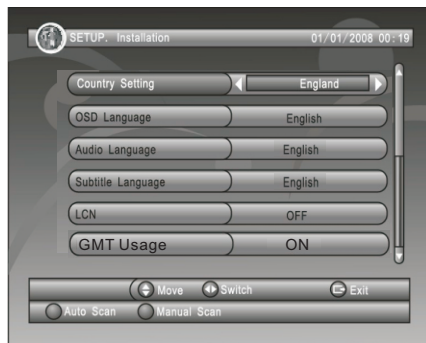 SETUP. Installation 01/01/2008 00:19
Country Setting England
OSD Language English
Audio Language English
Subtitle Language English
LCN OFF
GMT Usage ON
Move Switch Exit
Auto Scan Manual Scan